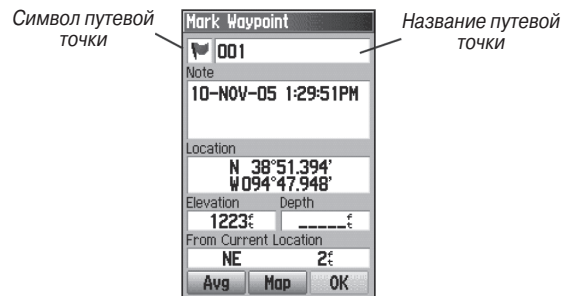 Символ путевой
точки
Название путевой
точки
Mark Waypoint
001
Note
10-NOV-05 1:29:51PM
Location
N 38°51.394'
W094°47.948'
Elevation Depth
1223ft _____ft
From Current Location
NE 2ft
Avg Map OK